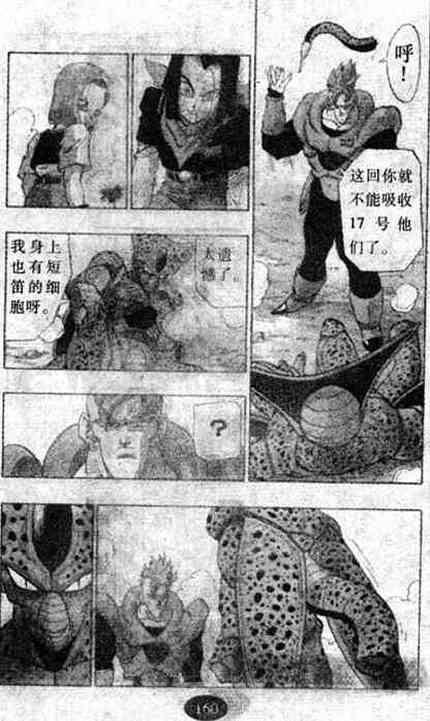 呼!
这回你就
不能吸收
17号他
们了。
太遗
憾了。
我身上
也有短
笛的细
胞呀。
?
160